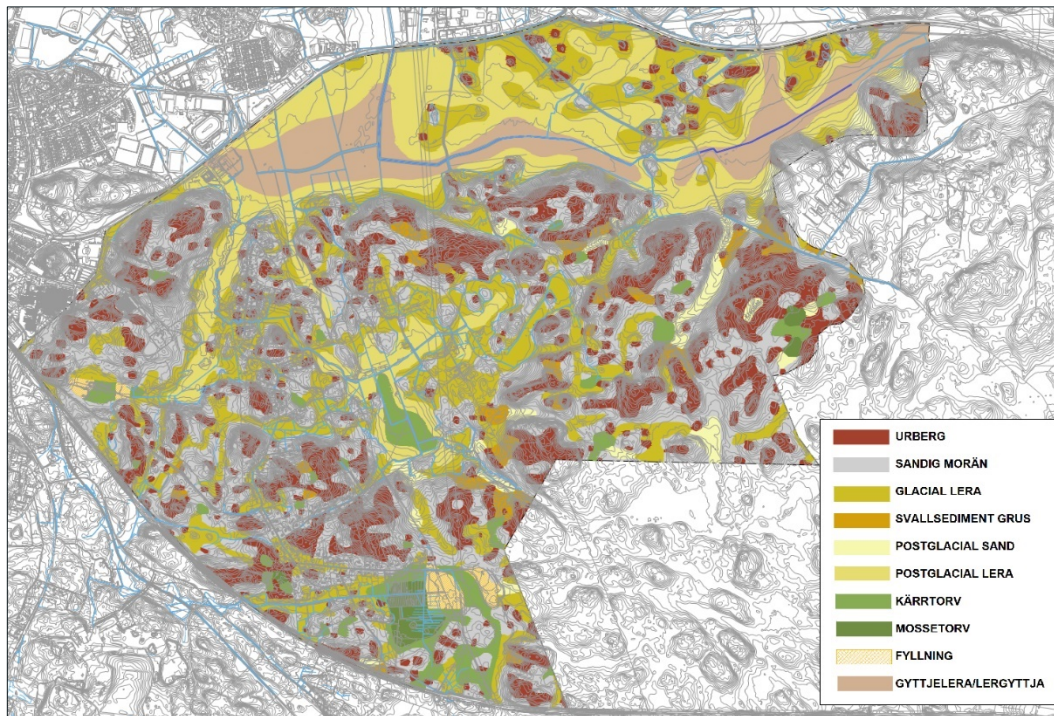 URBERG
SANDIG MORÄN
GLACIAL LERA
SVALLSEDIMENT GRUS
POSTGLACIAL SAND
POSTGLACIAL LERA
KÄRRTORV
MOSSETORV
FYLLNING
GYTTJELERA/LERGYTTJA